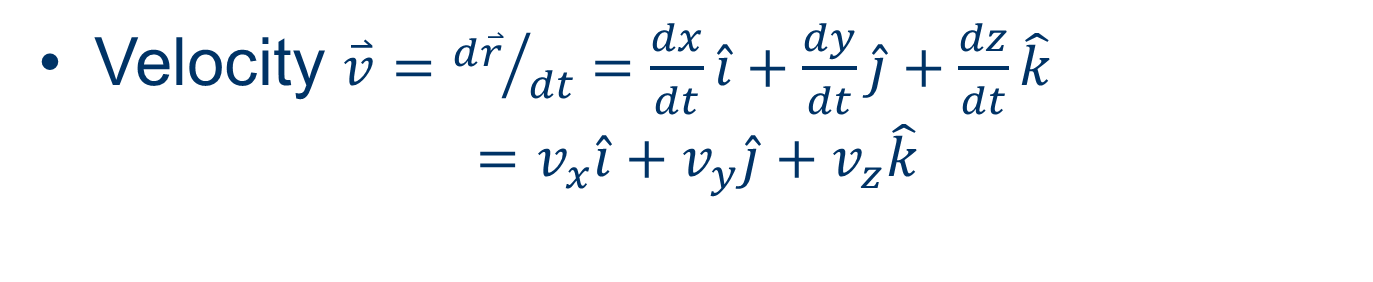 • Velocity v⃗ = dr⃗/dt = dx/dt î + dy/dt ĵ + dz/dt k̂
= vₓî + v_yĵ + v_zk̂